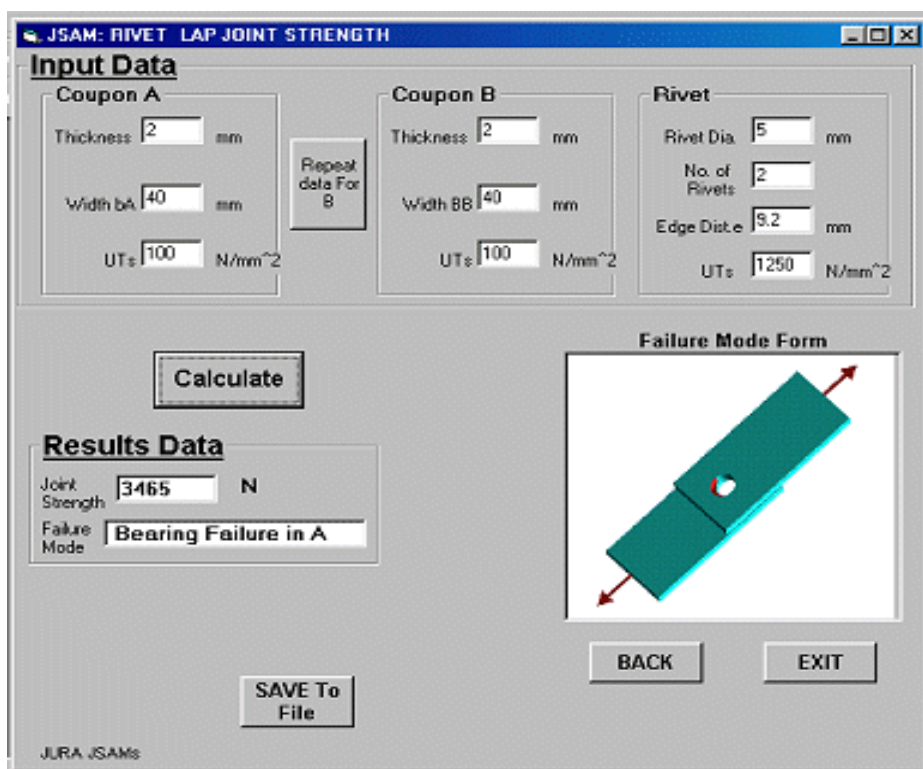 JSAM: RIVET LAP JOINT STRENGTH
Input Data
Coupon A
Thickness 2 mm
Width bA 40 mm
UTs 100 N/mm^2
Repeat
data For
B
Coupon B
Thickness 2 mm
Width BB 40 mm
UTs 100 N/mm^2
Rivet
Rivet Dia. 5 mm
No. of
Rivets 2
Edge Dist.e 9.2 mm
UTs 1250 N/mm^2
Calculate
Failure Mode Form
Results Data
Joint
Strength 3465 N
Failure
Mode Bearing Failure in A
BACK
EXIT
SAVE To
File
JURA JSAMs